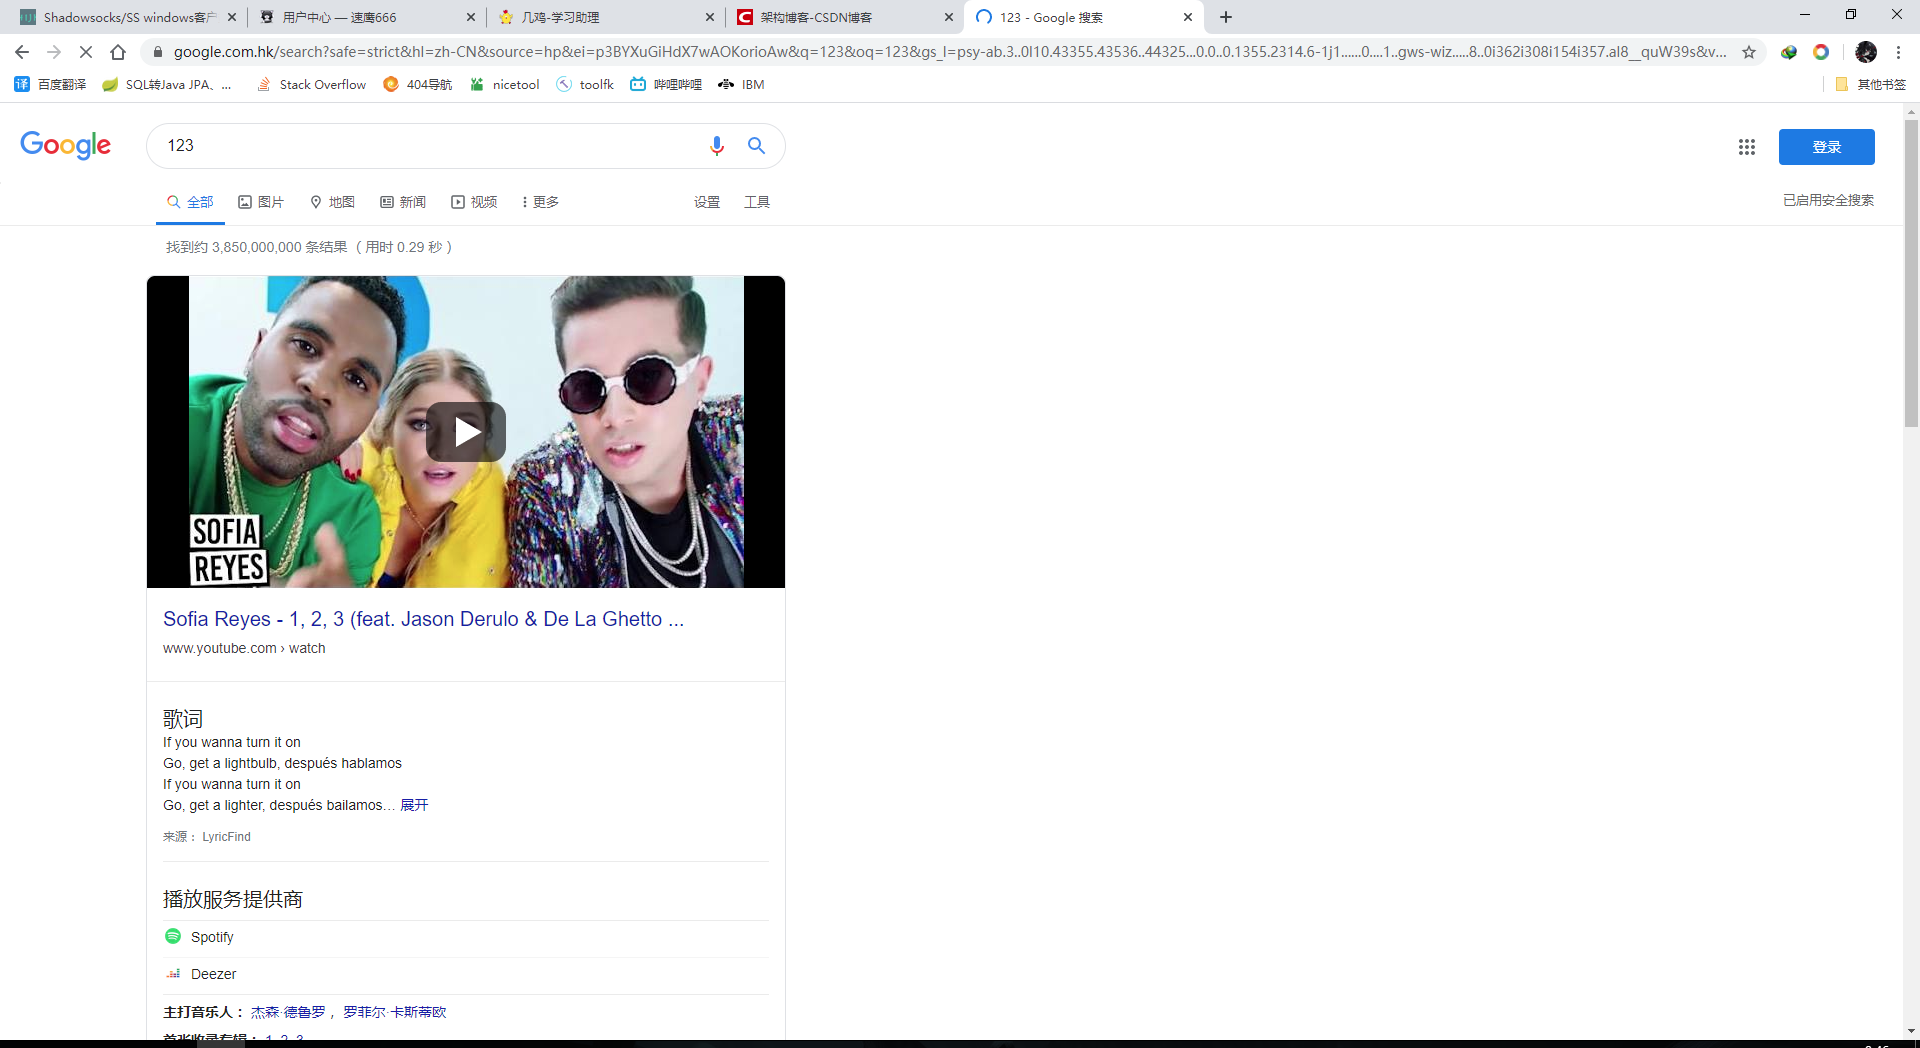 Shadowsocks/SS windows客户
用户中心 — 速鹰666
几鸡-学习助理
架构博客-CSDN博客
123 - Google 搜索
google.com.hk/search?safe=strict&hl=zh-CN&source=hp&ei=p3BYXuGiHdX7wAOKorioAw&q=123&oq=123&gs_l=psy-ab.3..0l10.43355.43536..44325...0.0..0.1355.2314.6-1j1......0....1..gws-wiz.....8..0i362i308i154i357.al8__quW39s&v...
译 百度翻译
SQL转Java JPA、...
Stack Overflow
404导航
nicetool
toolfk
哔哩哔哩
IBM
其他书签
Google
123
登录
全部
图片
地图
新闻
视频
更多
设置
工具
已启用安全搜索
找到约 3,850,000,000 条结果 （用时 0.29 秒）
SOFIA
REYES
Sofia Reyes - 1, 2, 3 (feat. Jason Derulo & De La Ghetto ...
www.youtube.com › watch
歌词
If you wanna turn it on
Go, get a lightbulb, después hablamos
If you wanna turn it on
Go, get a lighter, después bailamos… 展开
来源： LyricFind
播放服务提供商
Spotify
Deezer
主打音乐人： 杰森·德鲁罗， 罗菲尔·卡斯蒂欧
首张收录专辑： 1, 2, 3